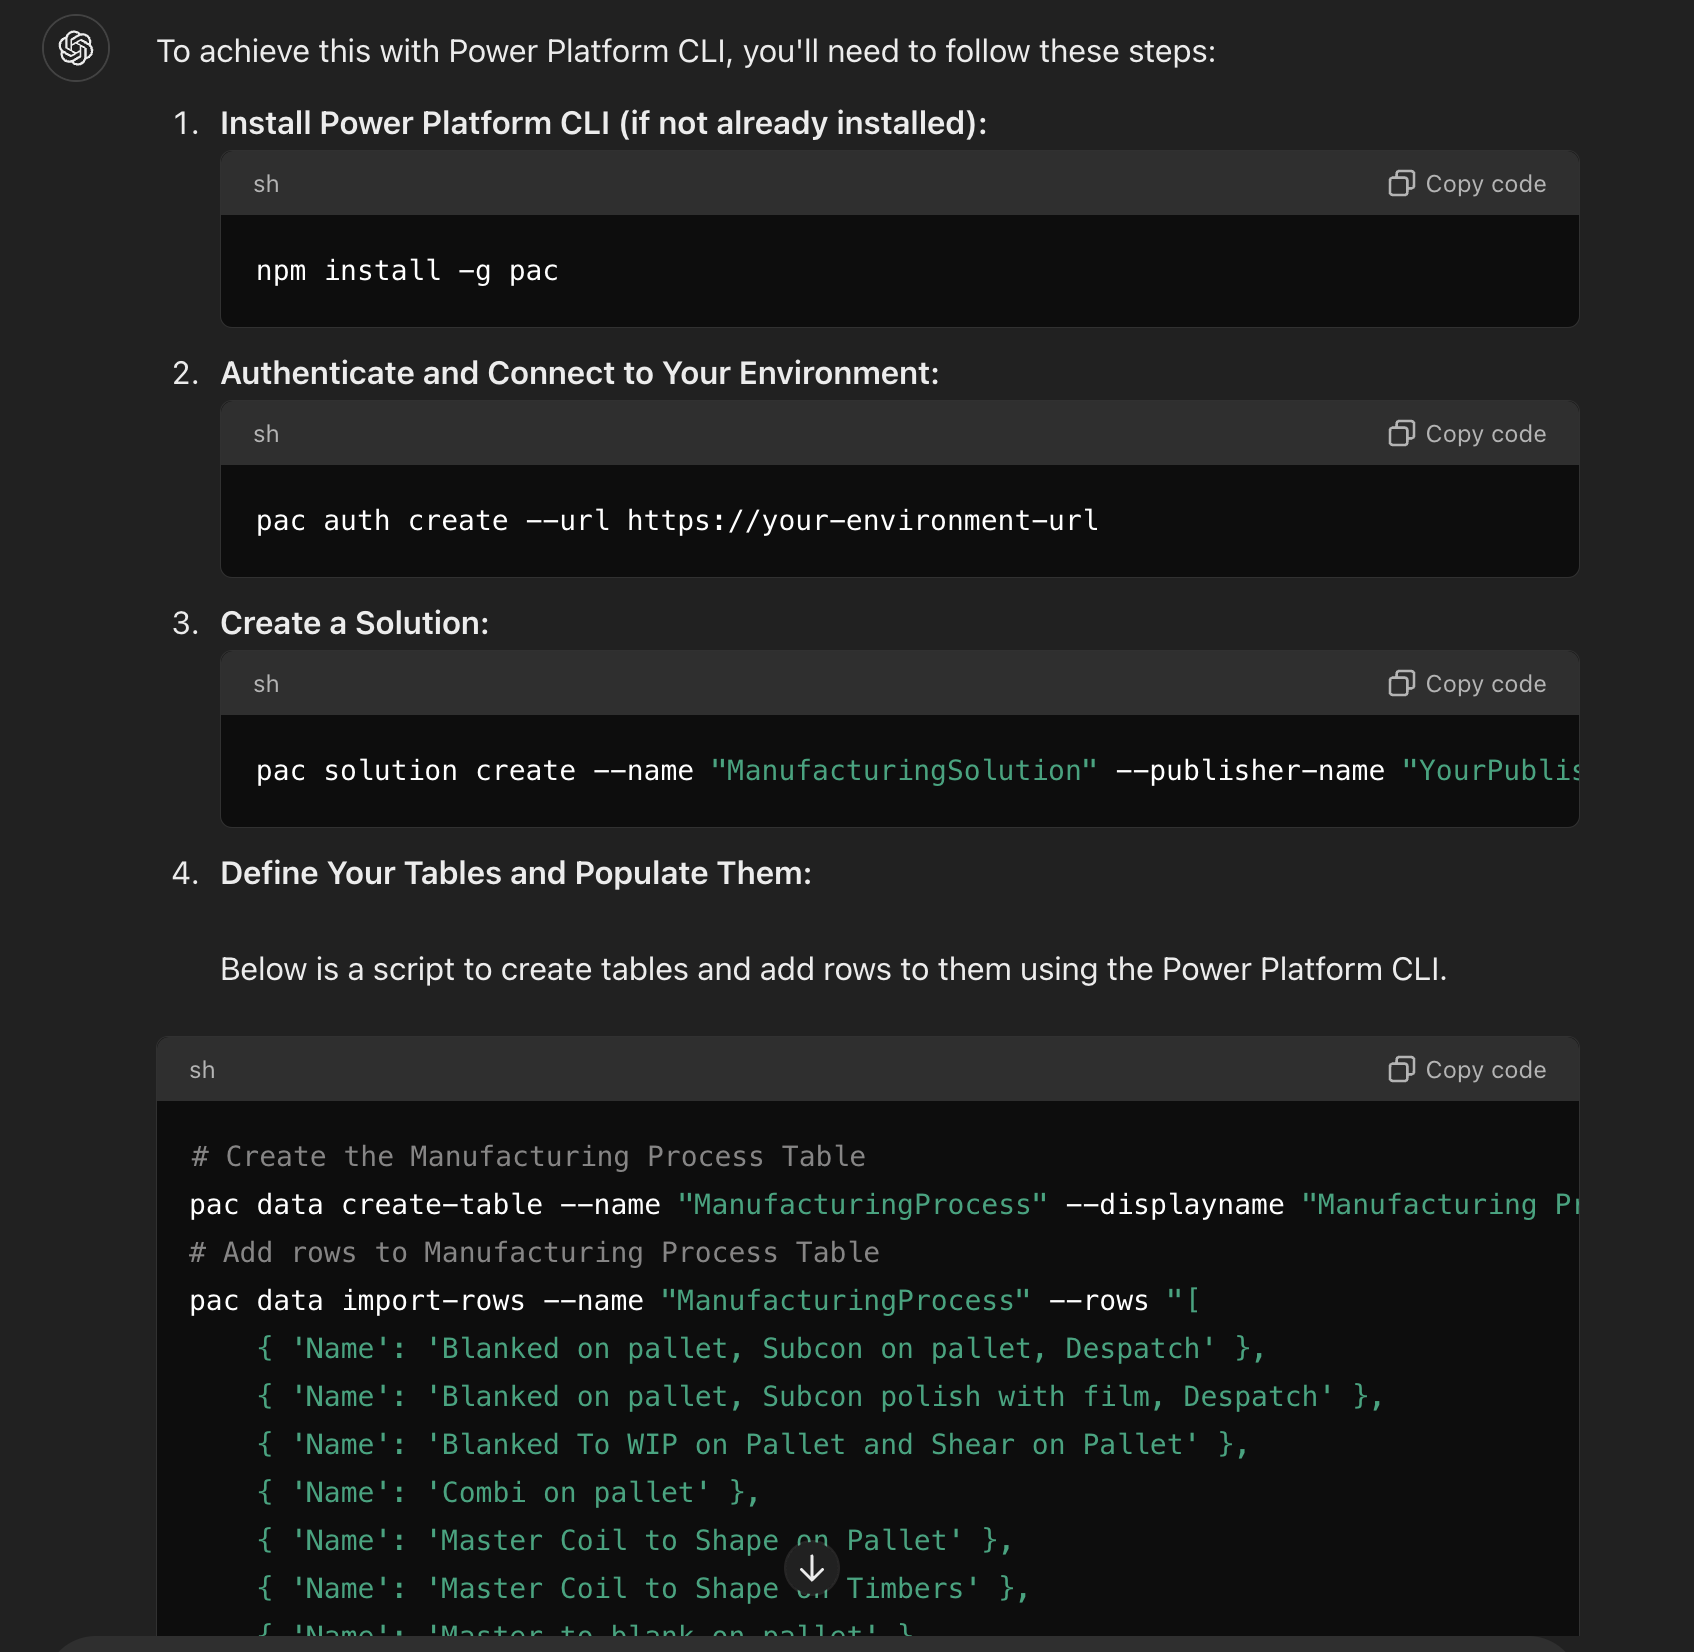 To achieve this with Power Platform CLI, you'll need to follow these steps:
1. Install Power Platform CLI (if not already installed):
sh Copy code
npm install -g pac
2. Authenticate and Connect to Your Environment:
sh Copy code
pac auth create --url https://your-environment-url
3. Create a Solution:
sh Copy code
pac solution create --name "ManufacturingSolution" --publisher-name "YourPublis
4. Define Your Tables and Populate Them:
Below is a script to create tables and add rows to them using the Power Platform CLI.
sh Copy code
# Create the Manufacturing Process Table
pac data create-table --name "ManufacturingProcess" --displayname "Manufacturing Pr
# Add rows to Manufacturing Process Table
pac data import-rows --name "ManufacturingProcess" --rows "[
{ 'Name': 'Blanked on pallet, Subcon on pallet, Despatch' },
{ 'Name': 'Blanked on pallet, Subcon polish with film, Despatch' },
{ 'Name': 'Blanked To WIP on Pallet and Shear on Pallet' },
{ 'Name': 'Combi on pallet' },
{ 'Name': 'Master Coil to Shape on Pallet' },
{ 'Name': 'Master Coil to Shape on Timbers' },
{ 'Name': 'Master to blank on pallet' }